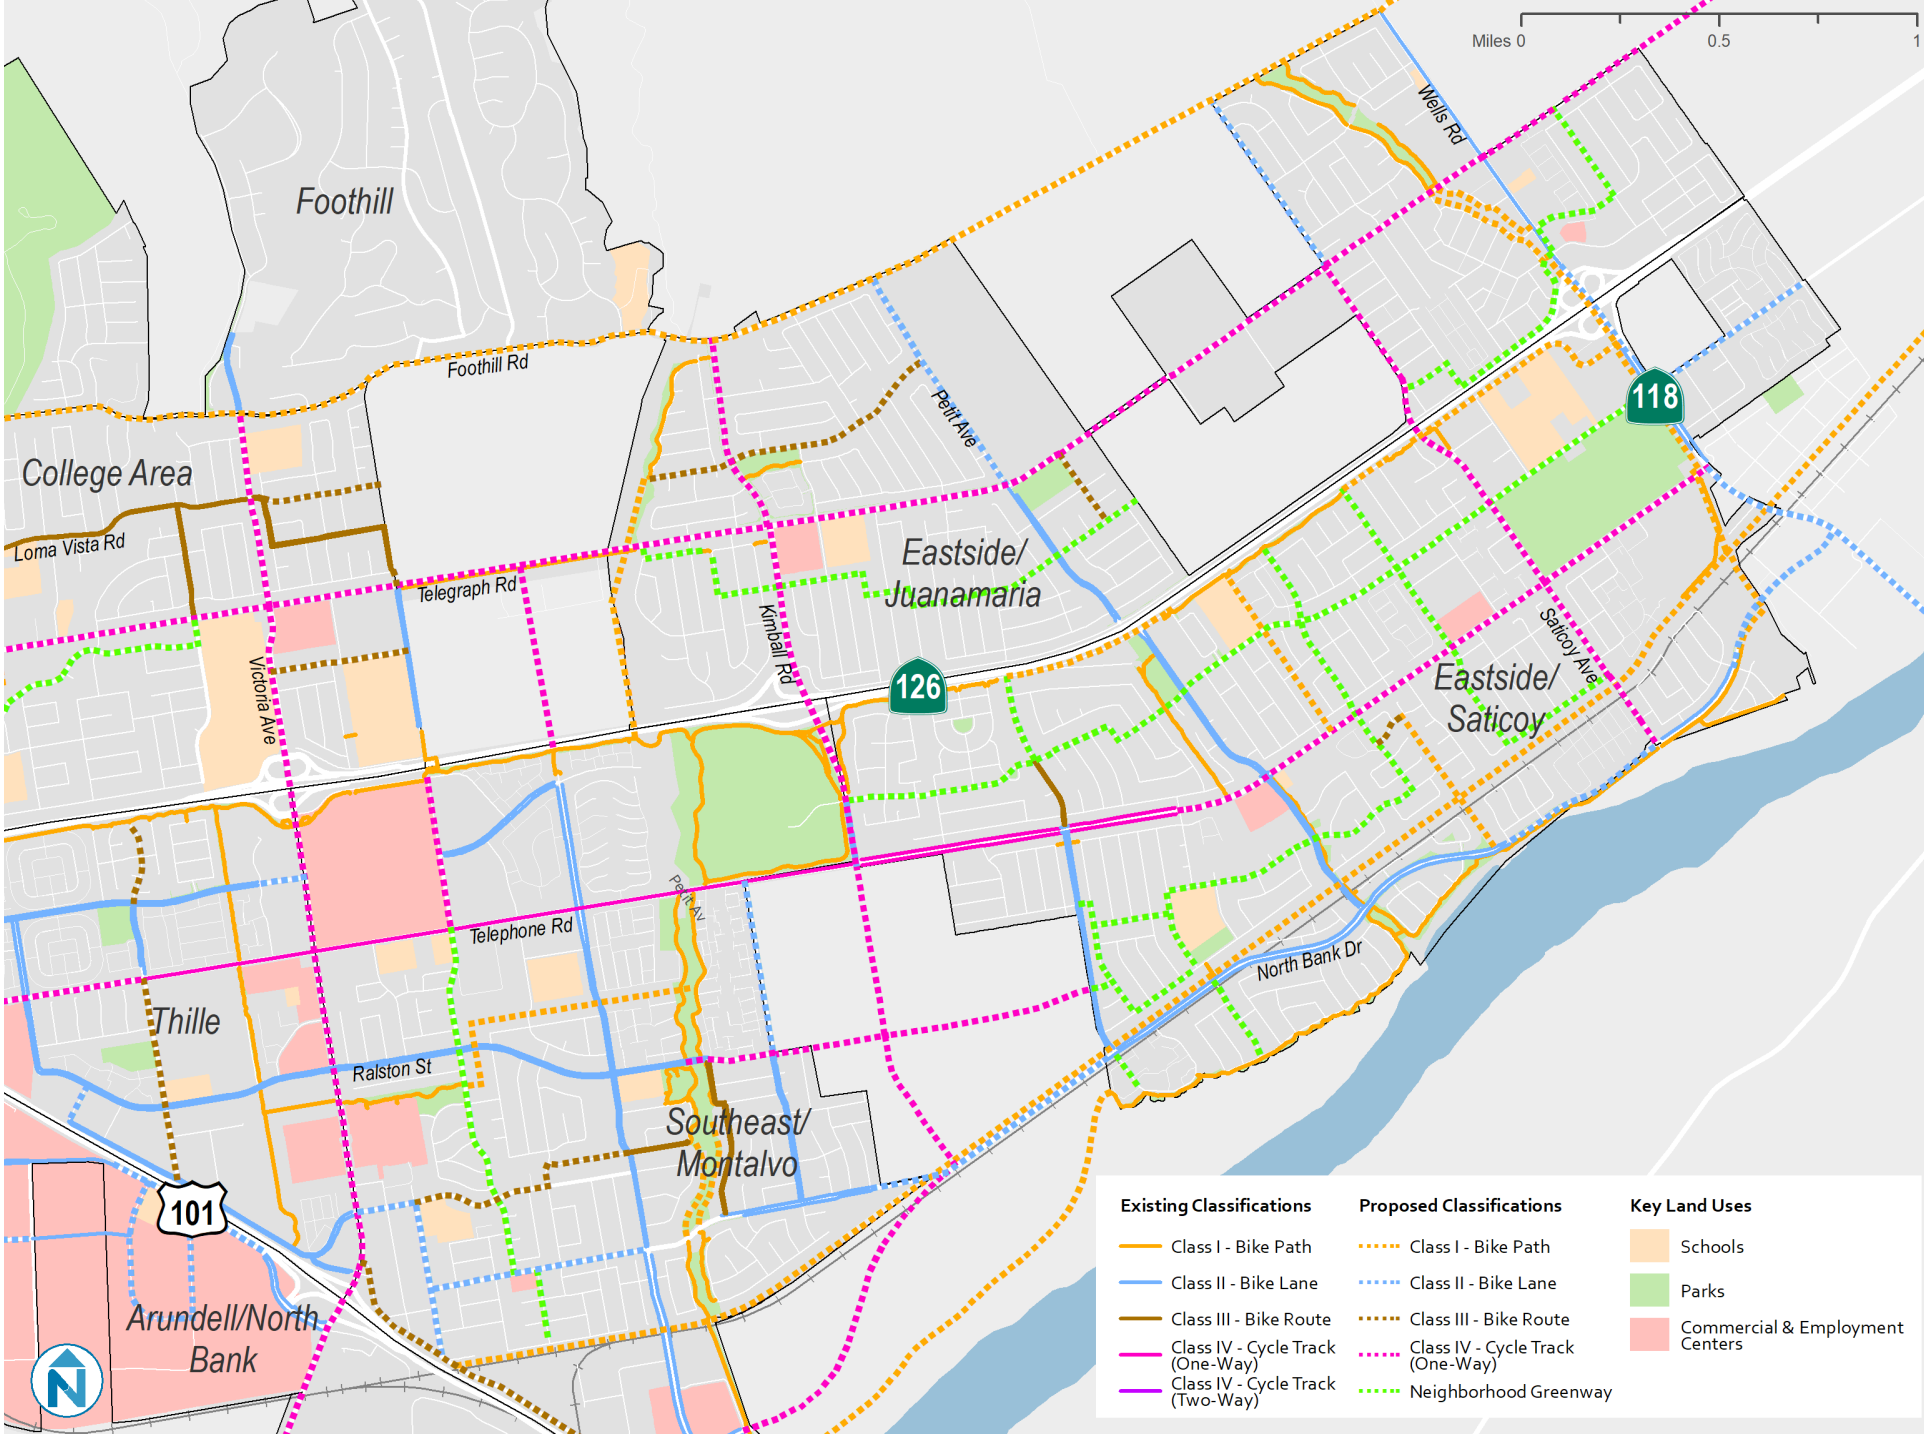 Miles 0
0.5
1
Wells Rd
Foothill
Foothill Rd
118
College Area
Petit Ave
Loma Vista Rd
Eastside/
Juanamaria
Telegraph Rd
Kimball Rd
Saticoy Ave
Victoria Ave
126
Eastside/
Saticoy
Petit Av
Telephone Rd
North Bank Dr
Thille
Ralston St
Southeast/
Montalvo
101
Arundell/North
Bank
N
Existing Classifications
Class I - Bike Path
Class II - Bike Lane
Class III - Bike Route
Class IV - Cycle Track
(One-Way)
Class IV - Cycle Track
(Two-Way)
Proposed Classifications
Class I - Bike Path
Class II - Bike Lane
Class III - Bike Route
Class IV - Cycle Track
(One-Way)
Neighborhood Greenway
Key Land Uses
Schools
Parks
Commercial & Employment
Centers